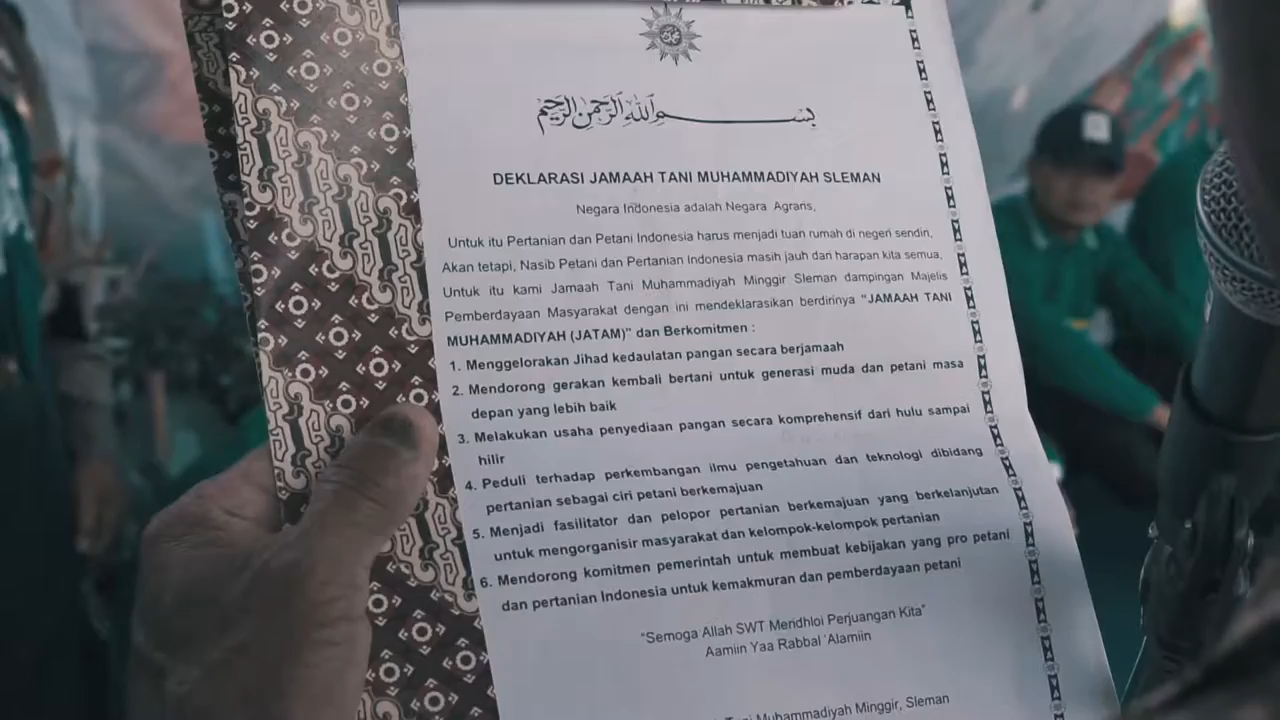 بسم الله الرحمن الرحيم
DEKLARASI JAMAAH TANI MUHAMMADIYAH SLEMAN
Negara Indonesia adalah Negara Agraris,
Untuk itu Pertanian dan Petani Indonesia harus menjadi tuan rumah di negeri sendiri,
Akan tetapi, Nasib Petani dan Pertanian Indonesia masih jauh dari harapan kita semua,
Untuk itu kami Jamaah Tani Muhammadiyah Minggir Sleman dampingan Majelis
Pemberdayaan Masyarakat dengan ini mendeklarasikan berdirinya "JAMAAH TANI
MUHAMMADIYAH (JATAM)" dan Berkomitmen :
1. Menggelorakan Jihad kedaulatan pangan secara berjamaah
2. Mendorong gerakan kembali bertani untuk generasi muda dan petani masa
depan yang lebih baik
3. Melakukan usaha penyediaan pangan secara komprehensif dari hulu sampai
hilir
4. Peduli terhadap perkembangan ilmu pengetahuan dan teknologi dibidang
pertanian sebagai ciri petani berkemajuan
5. Menjadi fasilitator dan pelopor pertanian berkemajuan yang berkelanjutan
untuk mengorganisir masyarakat dan kelompok-kelompok pertanian
6. Mendorong komitmen pemerintah untuk membuat kebijakan yang pro petani
dan pertanian Indonesia untuk kemakmuran dan pemberdayaan petani
"Semoga Allah SWT Meridhloi Perjuangan Kita"
Aamiin Yaa Rabbal 'Alamiin
Tani Muhammadiyah Minggir, Sleman